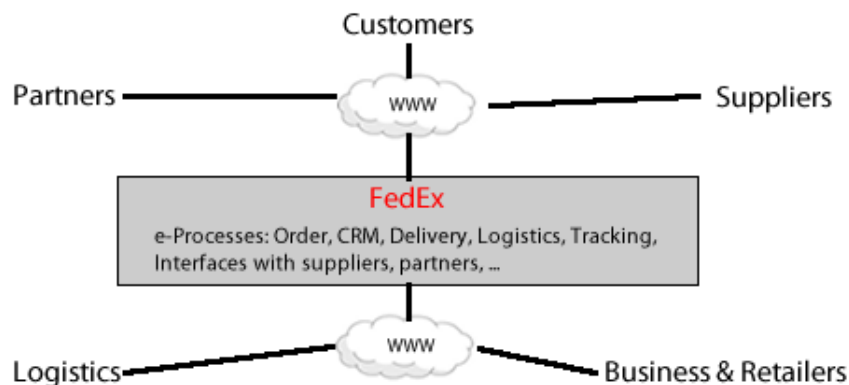 Customers
Partners
www
Suppliers
FedEx
e-Processes: Order, CRM, Delivery, Logistics, Tracking,
Interfaces with suppliers, partners, ...
www
Logistics
Business & Retailers